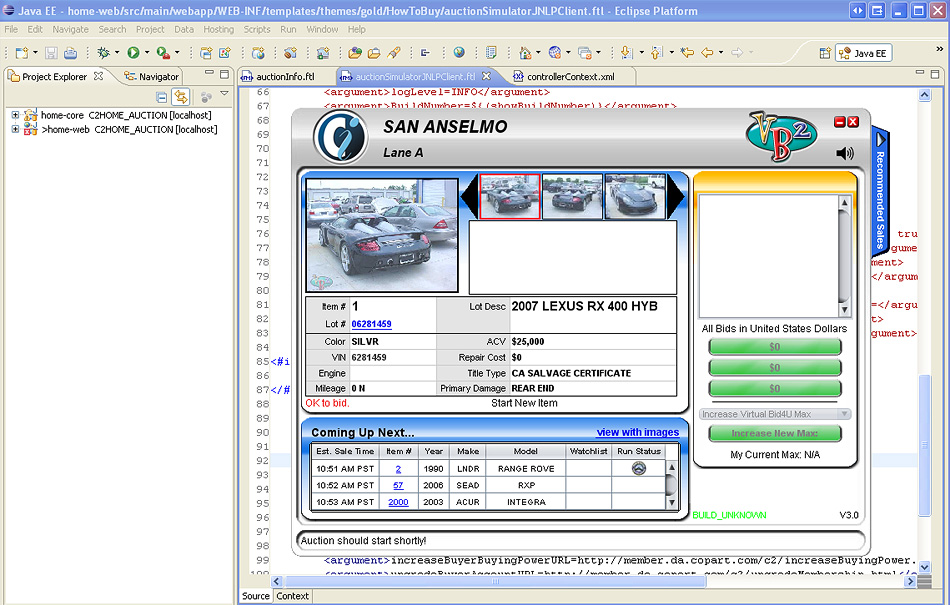 Java EE - home-web/src/main/webapp/WEB-INF/templates/themes/gold/HowToBuy/auctionSimulatorJNLPClient.ftl - Eclipse Platform
File Edit Navigate Search Project Data Hosting Scripts Run Window Help
Java EE
Project Explorer
Navigator
auctionInfo.ftl
auctionSimulatorJNLPClient.ftl
controllerContext.xml
home-core C2HOME_AUCTION [localhost]
>home-web C2HOME_AUCTION [localhost]
66 <argument>logLevel=INFO</argument>
67 <argument>BuildNumber=${(showBuildNumber)}</argument>
68
69
70
71
72
73
74
75
76 tru
77 gume
78 ment>
79 </argum
80
81 =</argu
82 t>
83 gument>
84
85 <#i
86
87 </#
88
89
90
91
92
93
94
95
96
97
98
99 <argument>increaseBuyerBuyingPowerURL=http://member.da.copart.com/c2/increaseBuyingPower.
<argument>upgradeBuyerAccountURL=http://member.da.copart.com/c2/upgradeMembership.html</a
SAN ANSELMO
Lane A
VB2
Recommended Sales
Item # 1
Lot Desc 2007 LEXUS RX 400 HYB
Lot # 06281459
Color SILVR
ACV $25,000
VIN 6281459
Repair Cost $0
Engine
Title Type CA SALVAGE CERTIFICATE
Mileage 0 N
Primary Damage REAR END
OK to bid.
Start New Item
All Bids in United States Dollars
$0
$0
$0
Increase Virtual Bid4U Max
Increase New Max:
My Current Max: N/A
Coming Up Next...
view with images
Est. Sale Time Item # Year Make Model Watchlist Run Status
10:51 AM PST 2 1990 LNDR RANGE ROVE
10:52 AM PST 57 2006 SEAD RXP
10:53 AM PST 2000 2003 ACUR INTEGRA
BUILD_UNKNOWN
V3.0
Auction should start shortly!
Source Context